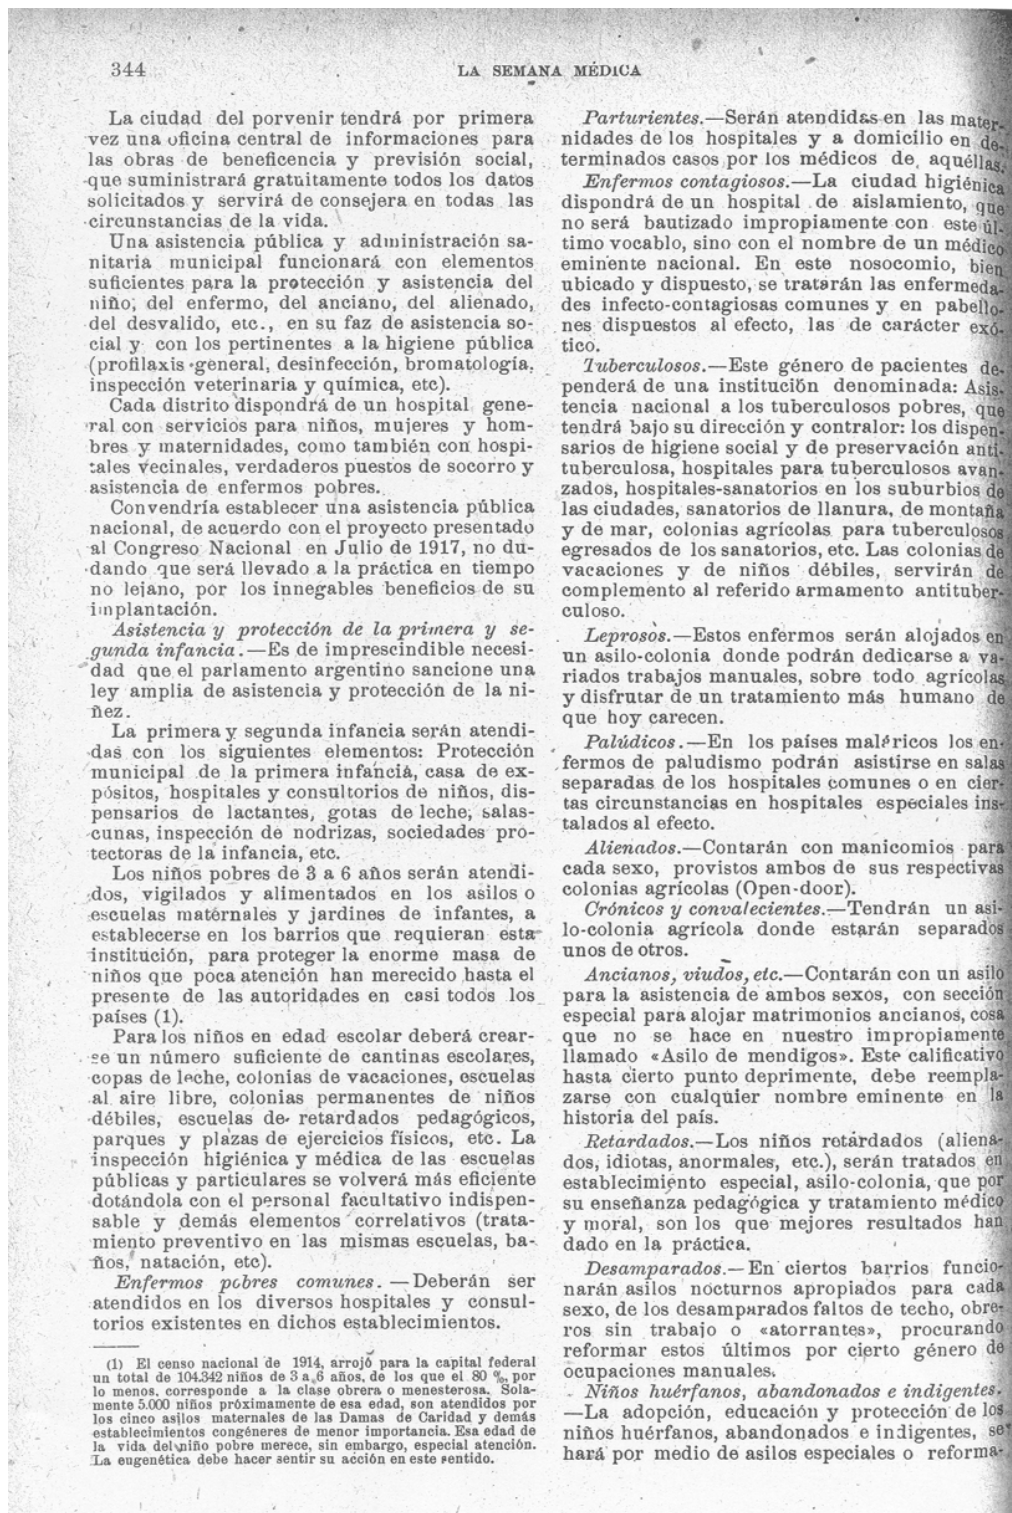 344
LA SEMANA MÉDICA
La ciudad del porvenir tendrá por primera
vez una oficina central de informaciones para
las obras de beneficencia y previsión social,
que suministrará gratuitamente todos los datos
solicitados y servirá de consejera en todas las
circunstancias de la vida.
Una asistencia pública y administración sa-
nitaria municipal funcionará con elementos
suficientes para la protección y asistencia del
niño, del enfermo, del anciano, del alienado,
del desvalido, etc., en su faz de asistencia so-
cial y con los pertinentes a la higiene pública
(profilaxis general, desinfección, bromatología,
inspección veterinaria y química, etc).
Cada distrito dispondrá de un hospital gene-
ral con servicios para niños, mujeres y hom-
bres y maternidades, como también con hospi-
tales vecinales, verdaderos puestos de socorro y
asistencia de enfermos pobres.
Convendría establecer una asistencia pública
nacional, de acuerdo con el proyecto presentado
al Congreso Nacional en Julio de 1917, no du-
dando que será llevado a la práctica en tiempo
no lejano, por los innegables beneficios de su
implantación.
Asistencia y protección de la primera y se-
gunda infancia.—Es de imprescindible necesi-
dad que el parlamento argentino sancione una
ley amplia de asistencia y protección de la ni-
ñez.
La primera y segunda infancia serán atendi-
das con los siguientes elementos: Protección
municipal de la primera infancia, casa de ex-
pósitos, hospitales y consultorios de niños, dis-
pensarios de lactantes, gotas de leche, salas-
cunas, inspección de nodrizas, sociedades pro-
tectoras de la infancia, etc.
Los niños pobres de 3 a 6 años serán atendi-
dos, vigilados y alimentados en los asilos o
escuelas maternales y jardines de infantes, a
establecerse en los barrios que requieran esta
institución, para proteger la enorme masa de
niños que poca atención han merecido hasta el
presente de las autoridades en casi todos los
países (1).
Para los niños en edad escolar deberá crear-
se un número suficiente de cantinas escolares,
copas de leche, colonias de vacaciones, escuelas
al aire libre, colonias permanentes de niños
débiles, escuelas de retardados pedagógicos,
parques y plazas de ejercicios físicos, etc. La
inspección higiénica y médica de las escuelas
públicas y particulares se volverá más eficiente
dotándola con el personal facultativo indispen-
sable y demás elementos correlativos (trata-
miento preventivo en las mismas escuelas, ba-
ños, natación, etc).
Enfermos pobres comunes.—Deberán ser
atendidos en los diversos hospitales y consul-
torios existentes en dichos establecimientos.
(1) El censo nacional de 1914, arrojó para la capital federal
un total de 104.342 niños de 3 a 6 años, de los que el 80 %, por
lo menos, corresponde a la clase obrera o menesterosa. Sola-
mente 5.000 niños próximamente de esa edad, son atendidos por
los cinco asilos maternales de las Damas de Caridad y demás
establecimientos congéneres de menor importancia. Esa edad de
la vida del niño pobre merece, sin embargo, especial atención.
La eugenética debe hacer sentir su acción en este sentido.
Parturientes.—Serán atendidas en las mater-
nidades de los hospitales y a domicilio en de-
terminados casos por los médicos de aquéllas.
Enfermos contagiosos.—La ciudad higiénica
dispondrá de un hospital de aislamiento, que
no será bautizado impropiamente con este úl-
timo vocablo, sino con el nombre de un médico
eminente nacional. En este nosocomio, bien
ubicado y dispuesto, se tratarán las enfermeda-
des infecto-contagiosas comunes y en pabello-
nes dispuestos al efecto, las de carácter exó-
tico.
Tuberculosos.—Este género de pacientes de-
penderá de una institución denominada: Asis-
tencia nacional a los tuberculosos pobres, que
tendrá bajo su dirección y contralor: los dispen-
sarios de higiene social y de preservación anti-
tuberculosa, hospitales para tuberculosos avan-
zados, hospitales-sanatorios en los suburbios de
las ciudades, sanatorios de llanura, de montaña
y de mar, colonias agrícolas para tuberculosos
egresados de los sanatorios, etc. Las colonias de
vacaciones y de niños débiles, servirán de
complemento al referido armamento antituber-
culoso.
Leprosos.—Estos enfermos serán alojados en
un asilo-colonia donde podrán dedicarse a va-
riados trabajos manuales, sobre todo agrícolas
y disfrutar de un tratamiento más humano de
que hoy carecen.
Palúdicos.—En los países maláricos los en-
fermos de paludismo podrán asistirse en salas
separadas de los hospitales comunes o en cier-
tas circunstancias en hospitales especiales ins-
talados al efecto.
Alienados.—Contarán con manicomios para
cada sexo, provistos ambos de sus respectivas
colonias agrícolas (Open-door).
Crónicos y convalecientes.—Tendrán un asi-
lo-colonia agrícola donde estarán separados
unos de otros.
Ancianos, viudos, etc.—Contarán con un asilo
para la asistencia de ambos sexos, con sección
especial para alojar matrimonios ancianos, cosa
que no se hace en nuestro impropiamente
llamado «Asilo de mendigos». Este calificativo
hasta cierto punto deprimente, debe reempla-
zarse con cualquier nombre eminente en la
historia del país.
Retardados.—Los niños retardados (aliena-
dos, idiotas, anormales, etc.), serán tratados en
establecimiento especial, asilo-colonia, que por
su enseñanza pedagógica y tratamiento médico
y moral, son los que mejores resultados han
dado en la práctica.
Desamparados.—En ciertos barrios funcio-
narán asilos nocturnos apropiados para cada
sexo, de los desamparados faltos de techo, obre-
ros sin trabajo o «atorrantes», procurando
reformar estos últimos por cierto género de
ocupaciones manuales.
Niños huérfanos, abandonados e indigentes.
—La adopción, educación y protección de los
niños huérfanos, abandonados e indigentes, se
hará por medio de asilos especiales o reforma-